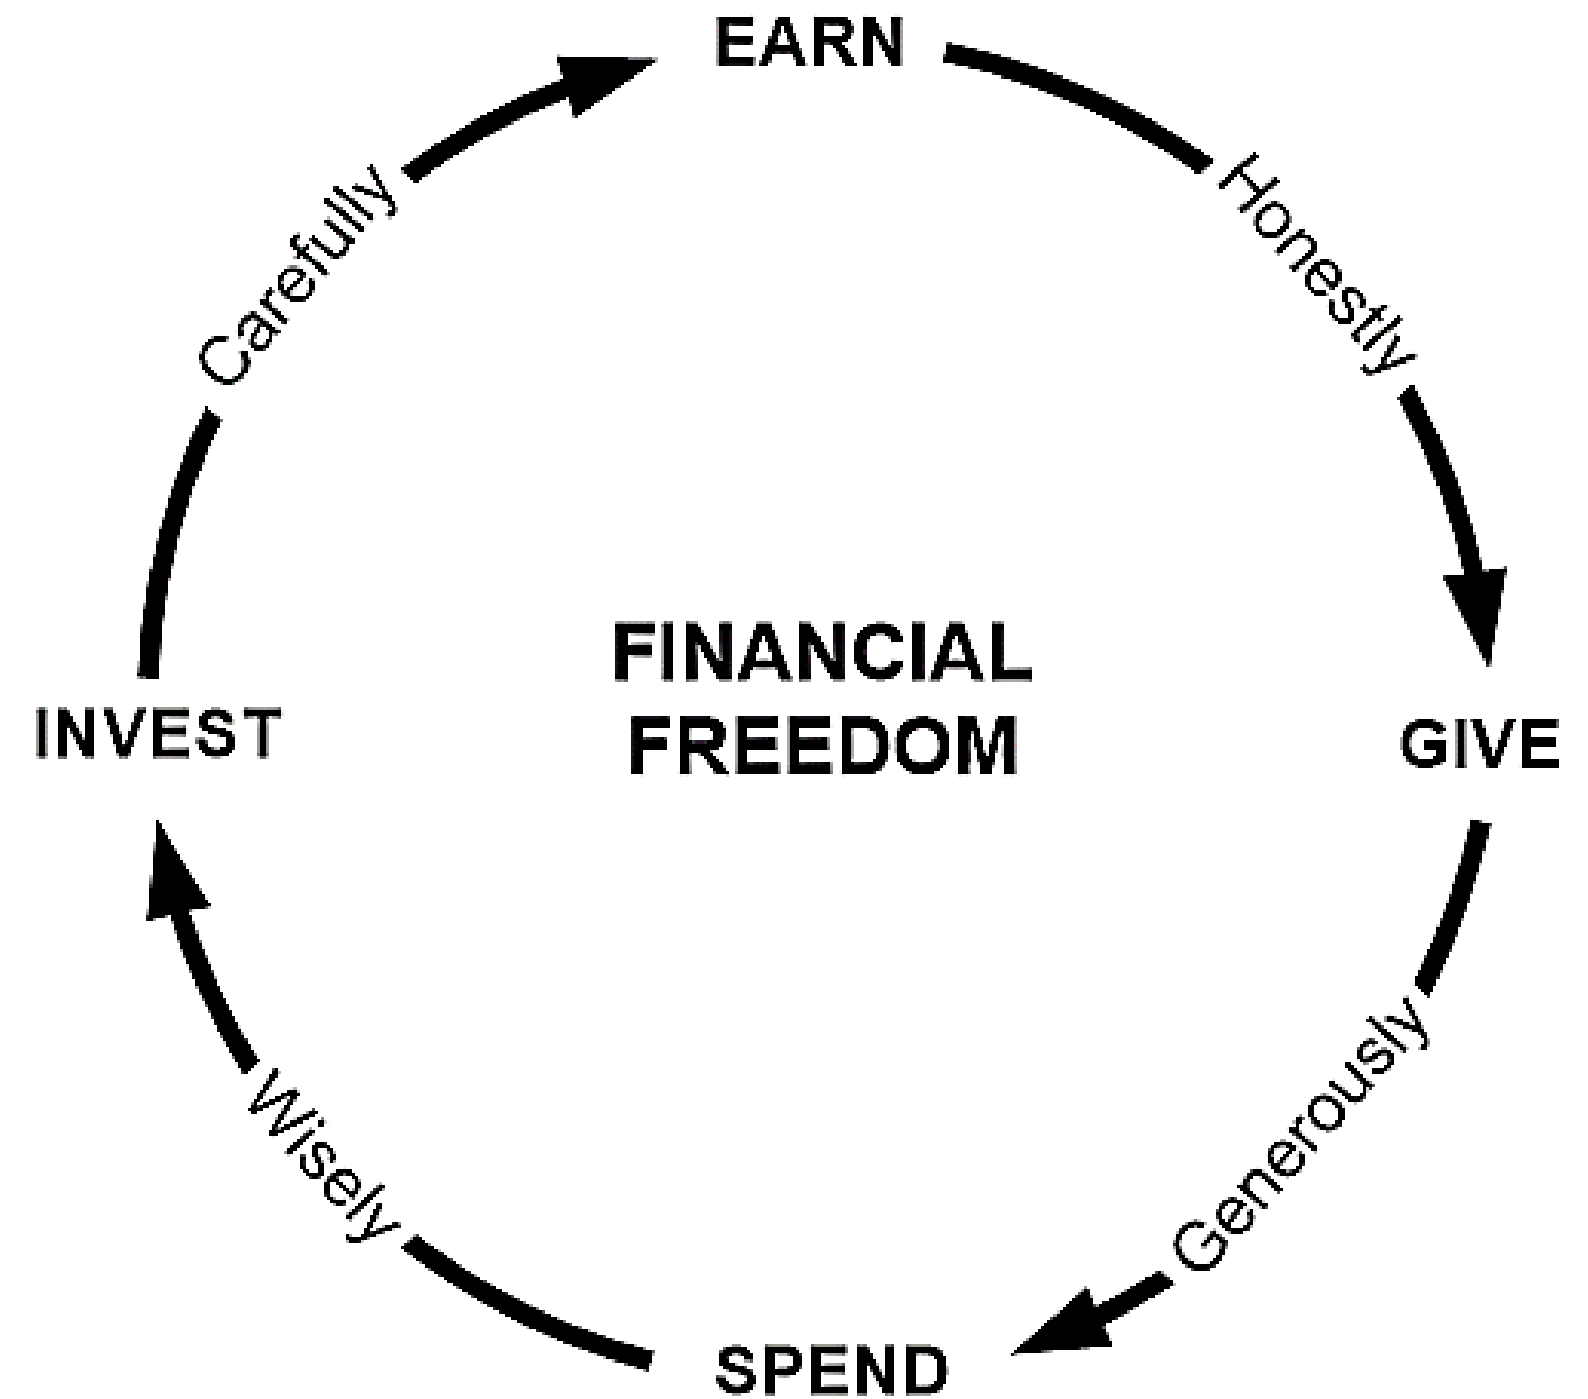 EARN
Honestly
GIVE
Generously
SPEND
Wisely
INVEST
Carefully
FINANCIAL
FREEDOM